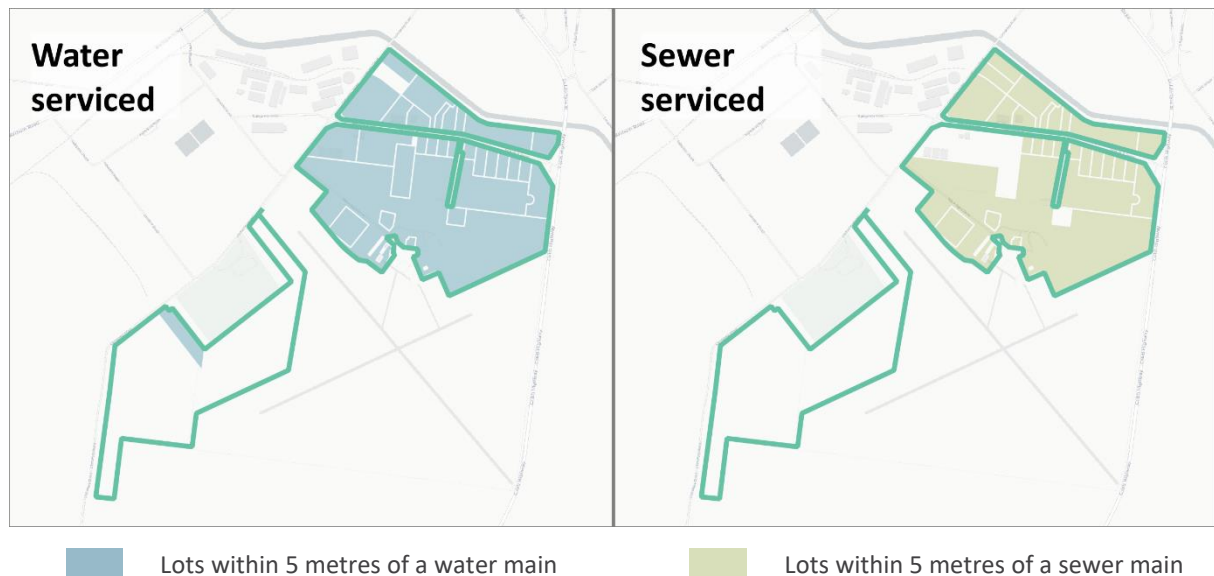 Water
serviced
Sewer
serviced
Lots within 5 metres of a water main
Lots within 5 metres of a sewer main